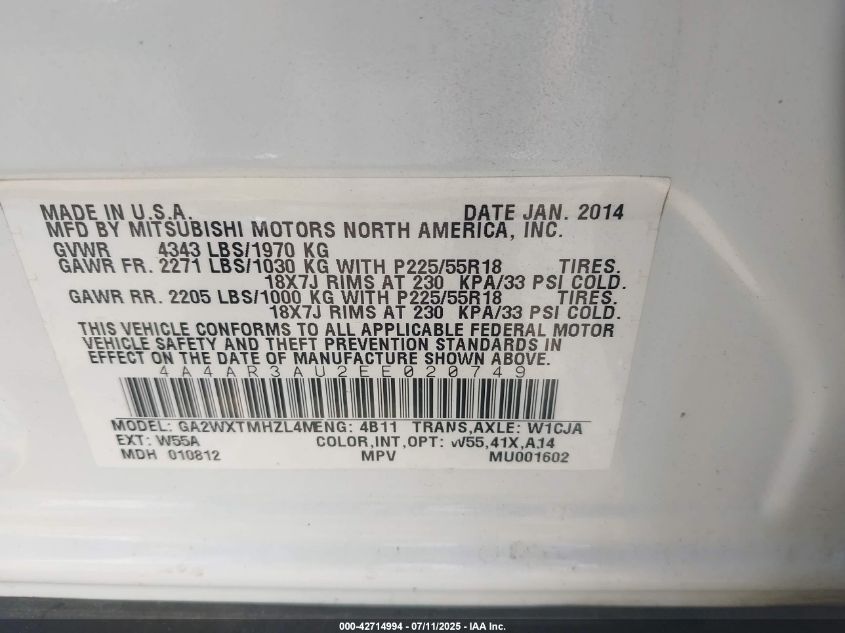 MADE IN U.S.A. DATE JAN. 2014
MFD BY MITSUBISHI MOTORS NORTH AMERICA, INC.
GVWR 4343 LBS/1970 KG
GAWR FR. 2271 LBS/1030 KG WITH P225/55R18 TIRES.
18X7J RIMS AT 230 KPA/33 PSI COLD.
GAWR RR. 2205 LBS/1000 KG WITH P225/55R18 TIRES.
18X7J RIMS AT 230 KPA/33 PSI COLD.
THIS VEHICLE CONFORMS TO ALL APPLICABLE FEDERAL MOTOR
VEHICLE SAFETY AND THEFT PREVENTION STANDARDS IN
EFFECT ON THE DATE OF MANUFACTURE SHOWN ABOVE.
4A4AR3AU2EE020749
MODEL: GA2WXTMHZL4M ENG: 4B11 TRANS,AXLE: W1CJA
EXT: W55A COLOR,INT,OPT: W55,41X,A14
MDH 010812 MPV MU001602
000-42714994 - 07/11/2025 - IAA Inc.